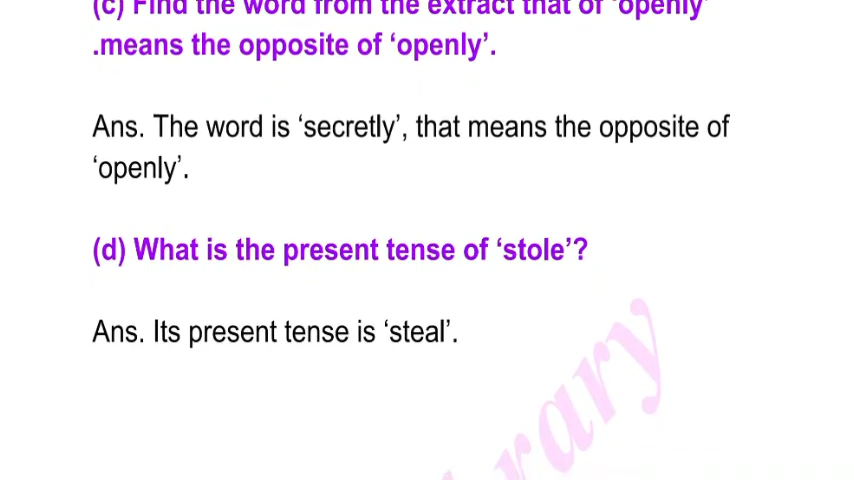 (c) Find the word from the extract that of ‘openly’
.means the opposite of ‘openly’.
Ans. The word is ‘secretly’, that means the opposite of
‘openly’.
(d) What is the present tense of ‘stole’?
Ans. Its present tense is ‘steal’.